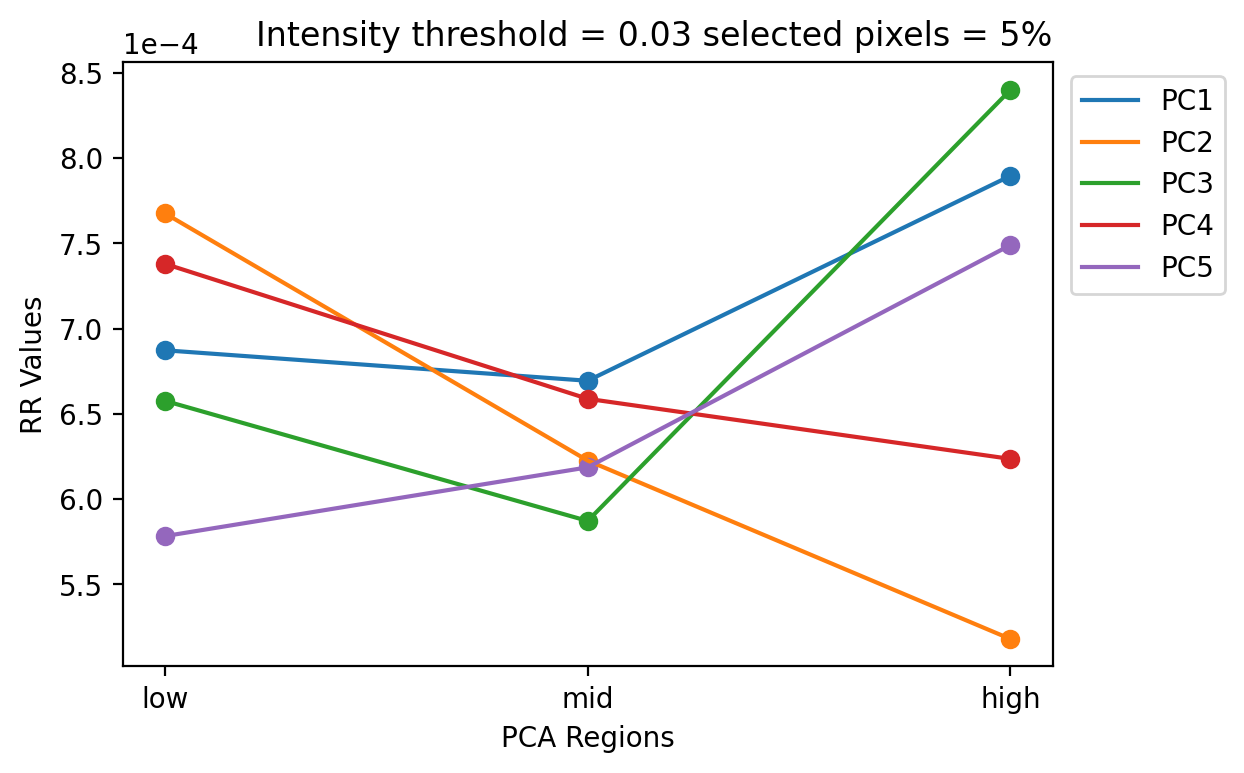 Intensity threshold = 0.03 selected pixels = 5%
1e−4
8.5
8.0
7.5
7.0
6.5
6.0
5.5
RR Values
low mid high
PCA Regions
PC1
PC2
PC3
PC4
PC5